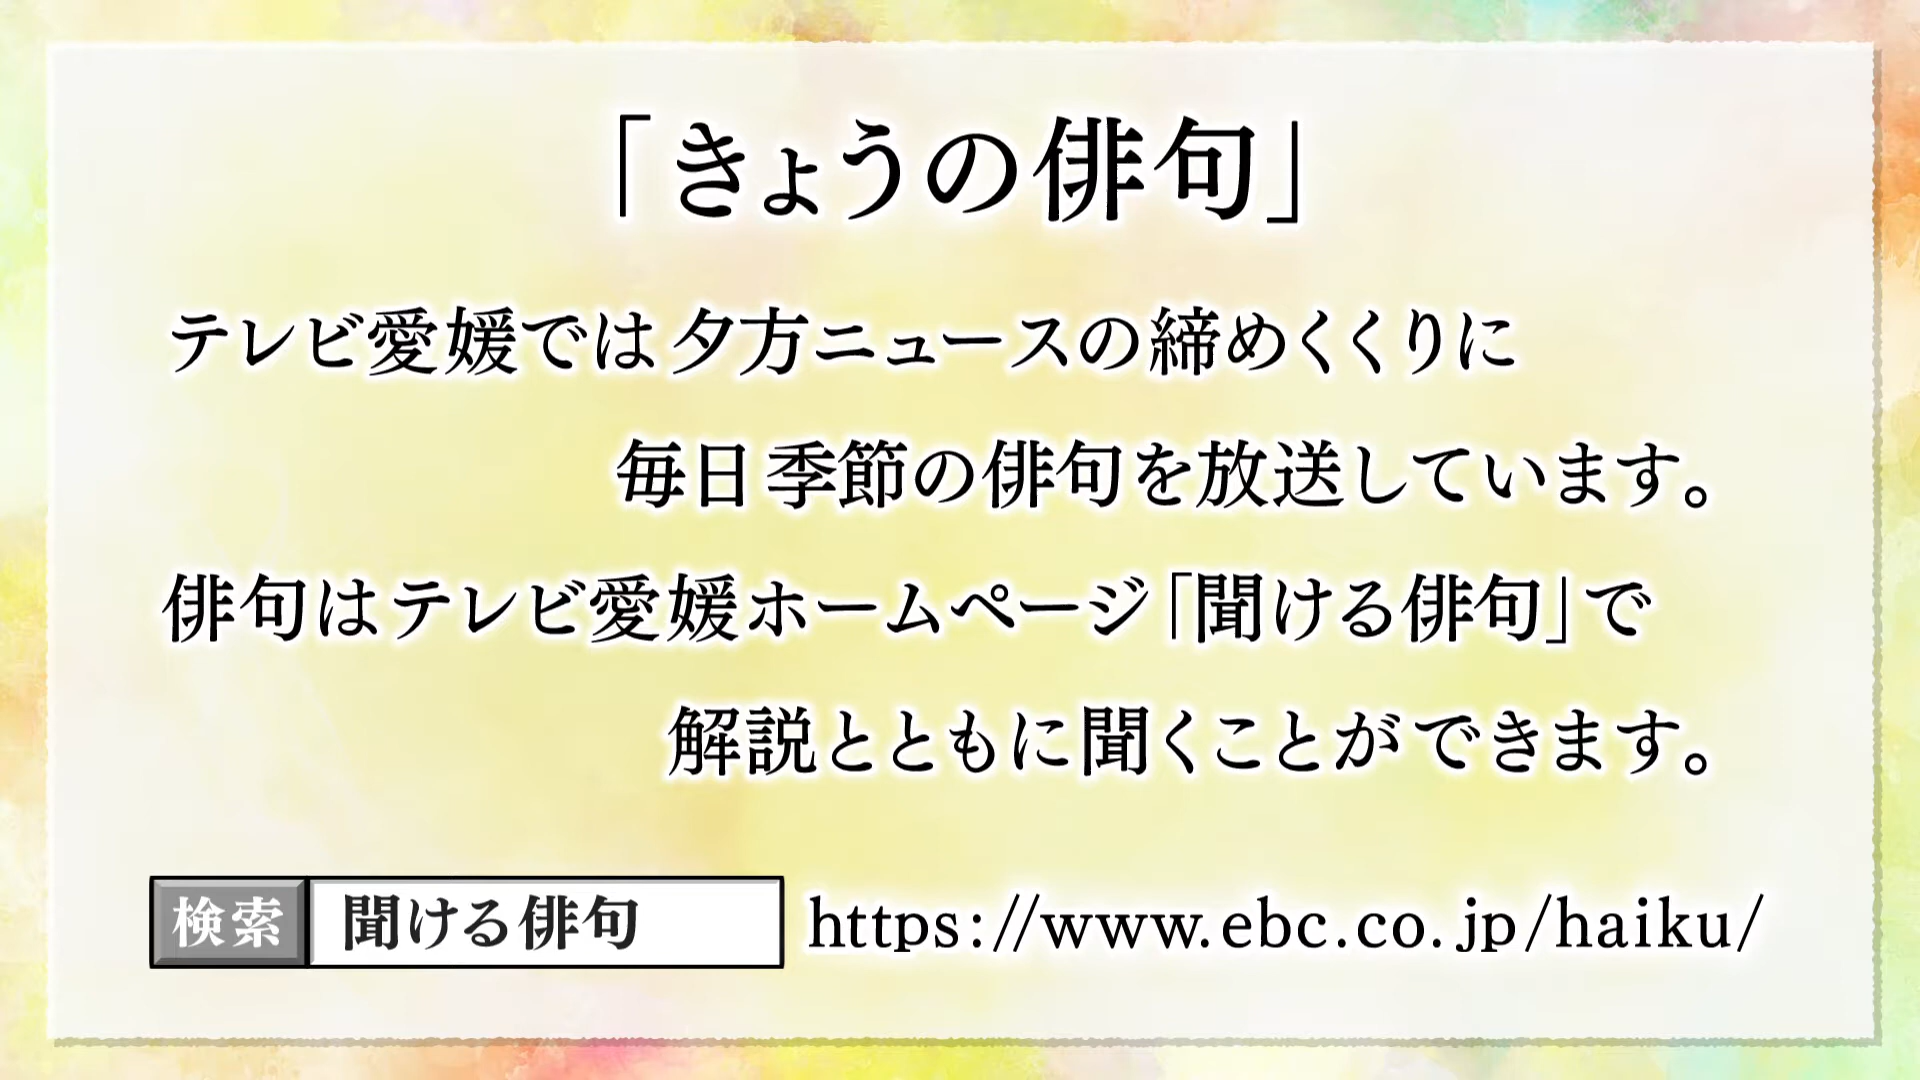 「きょうの俳句」
テレビ愛媛では夕方ニュースの締めくくりに
毎日季節の俳句を放送しています。
俳句はテレビ愛媛ホームページ「聞ける俳句」で
解説とともに聞くことができます。
検索 聞ける俳句 https://www.ebc.co.jp/haiku/